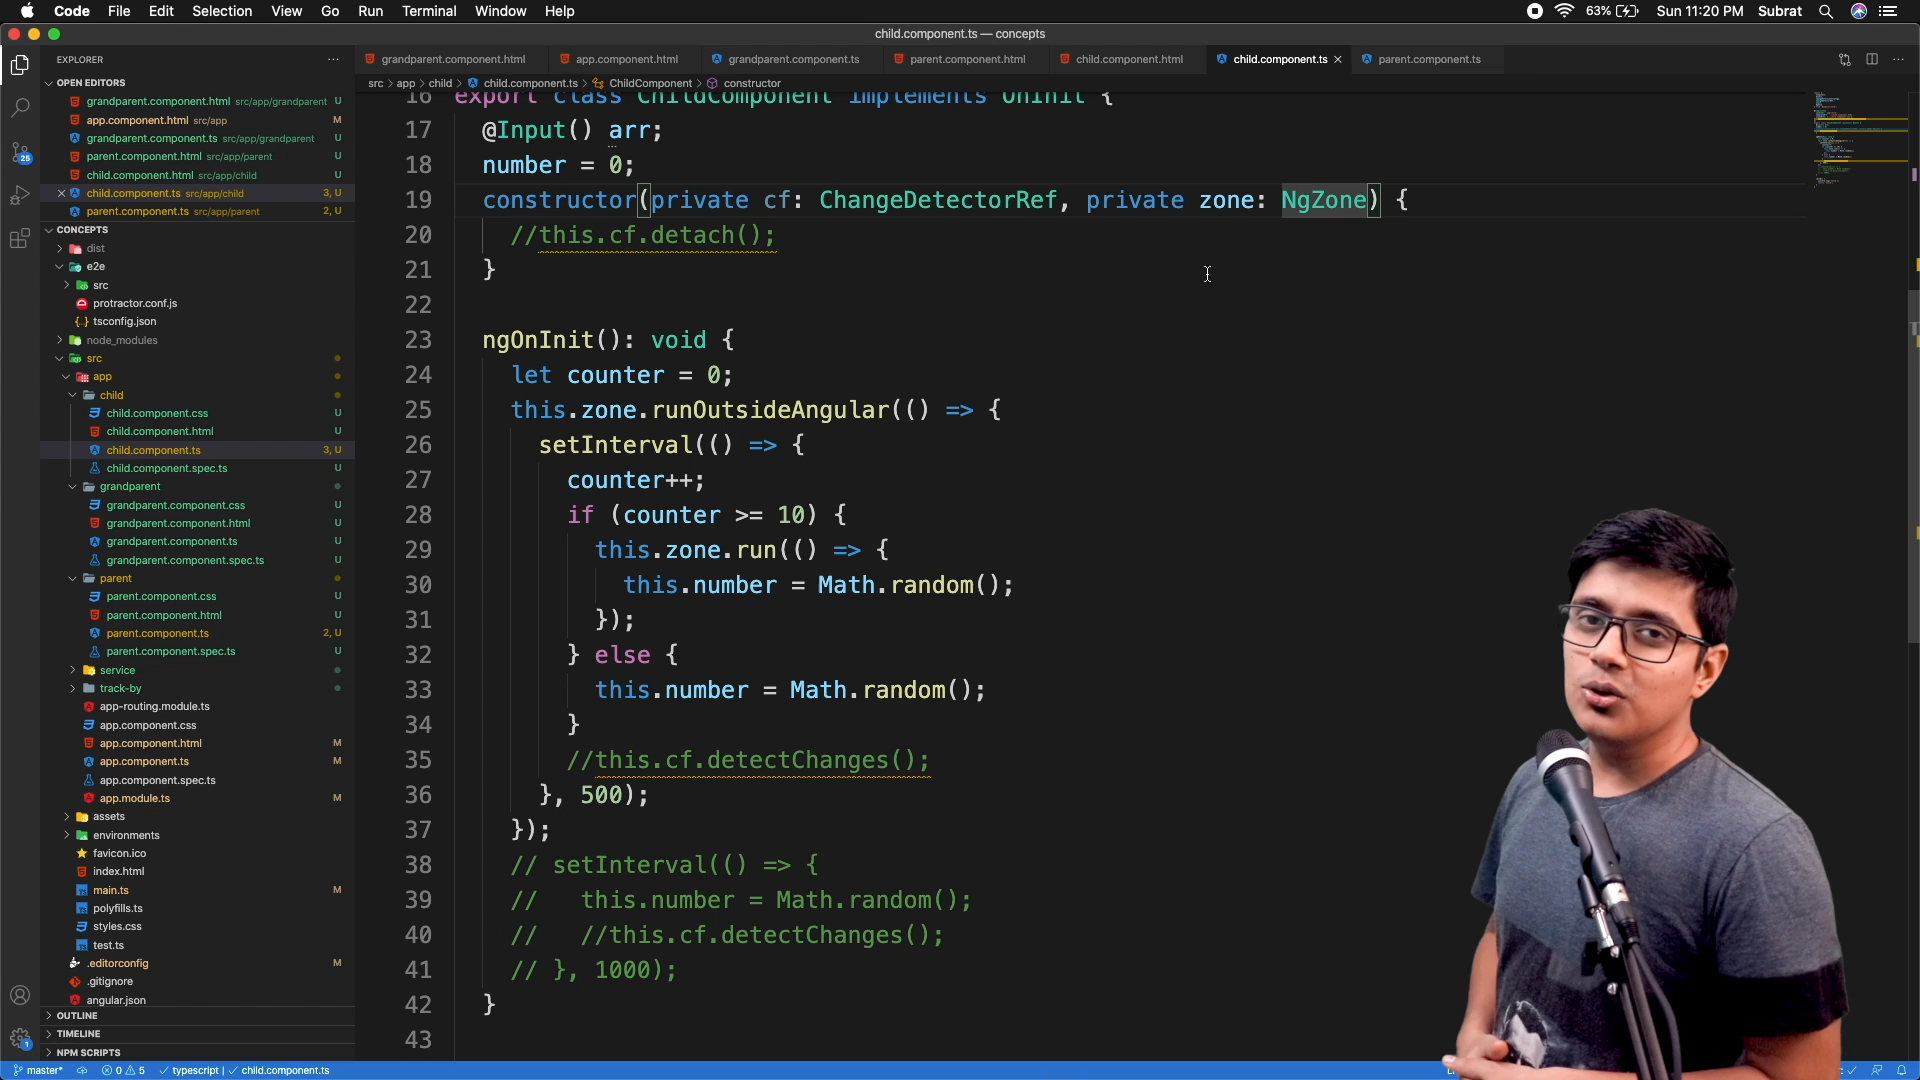 Code File Edit Selection View Go Run Terminal Window Help
63% Sun 11:20 PM Subrat
child.component.ts — concepts
EXPLORER
grandparent.component.html app.component.html grandparent.component.ts parent.component.html child.component.html child.component.ts parent.component.ts
src > app > child > child.component.ts > ChildComponent > constructor
OPEN EDITORS
grandparent.component.html src/app/grandparent U
app.component.html src/app M
grandparent.component.ts src/app/grandparent U
parent.component.html src/app/parent U
child.component.html src/app/child U
child.component.ts src/app/child 3, U
parent.component.ts src/app/parent 2, U
CONCEPTS
dist
e2e
src
protractor.conf.js
tsconfig.json
node_modules
src
app
child
child.component.css U
child.component.html U
child.component.ts 3, U
child.component.spec.ts U
grandparent
grandparent.component.css U
grandparent.component.html U
grandparent.component.ts U
grandparent.component.spec.ts U
parent
parent.component.css U
parent.component.html U
parent.component.ts 2, U
parent.component.spec.ts U
service
track-by
app-routing.module.ts
app.component.css
app.component.html M
app.component.ts M
app.component.spec.ts
app.module.ts M
assets
environments
favicon.ico
index.html
main.ts M
polyfills.ts
styles.css
test.ts
.editorconfig M
.gitignore
angular.json
OUTLINE
TIMELINE
NPM SCRIPTS
25
1
16 export class ChildComponent implements OnInit {
17 @Input() arr;
18 number = 0;
19 constructor(private cf: ChangeDetectorRef, private zone: NgZone) {
20 //this.cf.detach();
21 }
22
23 ngOnInit(): void {
24 let counter = 0;
25 this.zone.runOutsideAngular(() => {
26 setInterval(() => {
27 counter++;
28 if (counter >= 10) {
29 this.zone.run(() => {
30 this.number = Math.random();
31 });
32 } else {
33 this.number = Math.random();
34 }
35 //this.cf.detectChanges();
36 }, 500);
37 });
38 // setInterval(() => {
39 // this.number = Math.random();
40 // //this.cf.detectChanges();
41 // }, 1000);
42 }
43
master* 0 5 typescript | child.component.ts